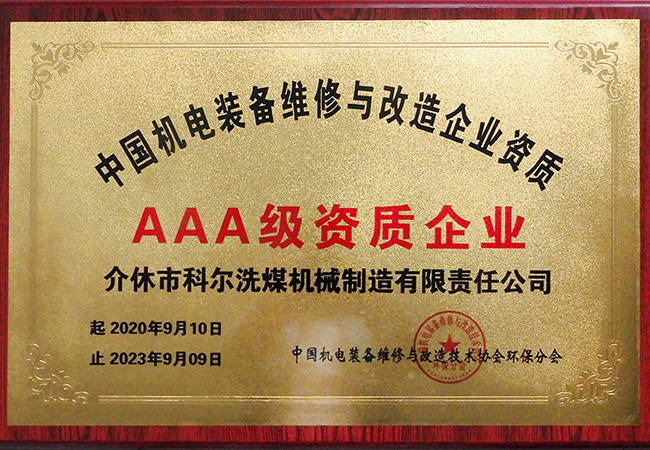 中国机电装备维修与改造企业资质
AAA级资质企业
介休市科尔洗煤机械制造有限责任公司
起 2020年9月10日
止 2023年9月09日
中国机电装备维修与改造技术协会环保分会